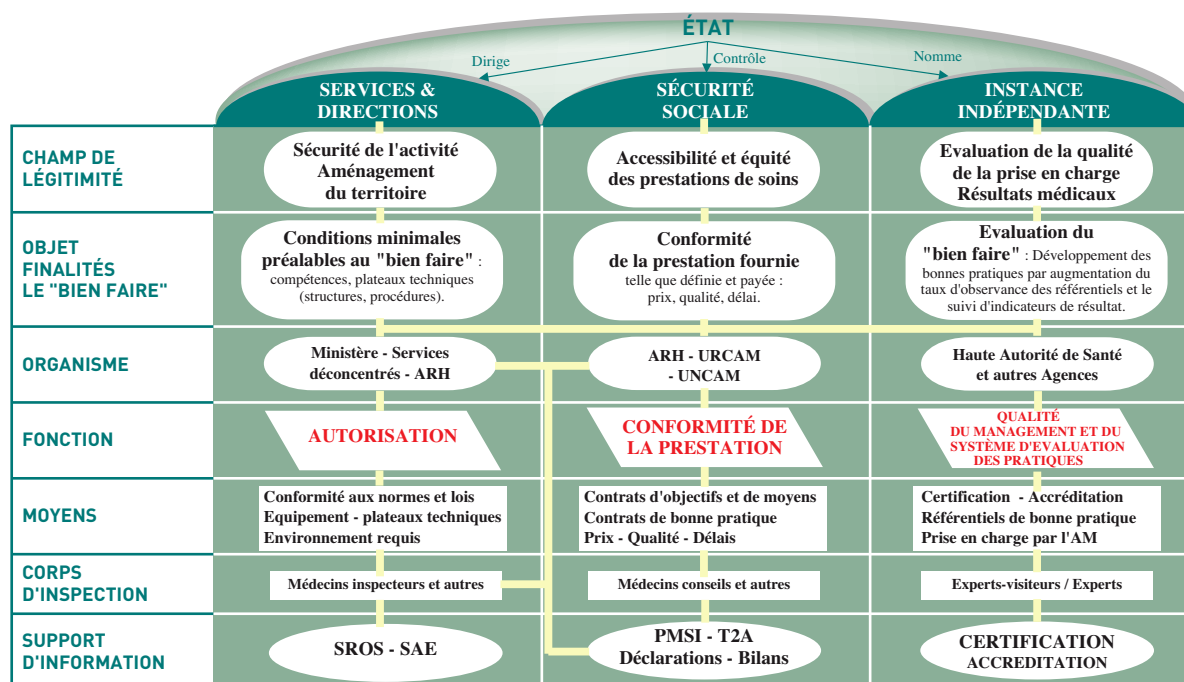 ÉTAT
Dirige
Contrôle
Nomme
SERVICES &
DIRECTIONS
SÉCURITÉ
SOCIALE
INSTANCE
INDÉPENDANTE
CHAMP DE
LÉGITIMITÉ
Sécurité de l'activité
Aménagement
du territoire
Accessibilité et équité
des prestations de soins
Evaluation de la qualité
de la prise en charge
Résultats médicaux
OBJET
FINALITÉS
LE "BIEN FAIRE"
Conditions minimales
préalables au "bien faire" :
compétences, plateaux techniques
(structures, procédures).
Conformité
de la prestation fournie
telle que définie et payée :
prix, qualité, délai.
Evaluation du
"bien faire" : Développement des
bonnes pratiques par augmentation du
taux d'observance des référentiels et le
suivi d'indicateurs de résultat.
ORGANISME
Ministère - Services
déconcentrés - ARH
ARH - URCAM
- UNCAM
Haute Autorité de Santé
et autres Agences
FONCTION
AUTORISATION
CONFORMITÉ DE
LA PRESTATION
QUALITÉ
DU MANAGEMENT ET DU
SYSTÈME D'EVALUATION
DES PRATIQUES
MOYENS
Conformité aux normes et lois
Equipement - plateaux techniques
Environnement requis
Contrats d'objectifs et de moyens
Contrats de bonne pratique
Prix - Qualité - Délais
Certification - Accréditation
Référentiels de bonne pratique
Prise en charge par l'AM
CORPS
D'INSPECTION
Médecins inspecteurs et autres
Médecins conseils et autres
Experts-visiteurs / Experts
SUPPORT
D'INFORMATION
SROS - SAE
PMSI - T2A
Déclarations - Bilans
CERTIFICATION
ACCREDITATION